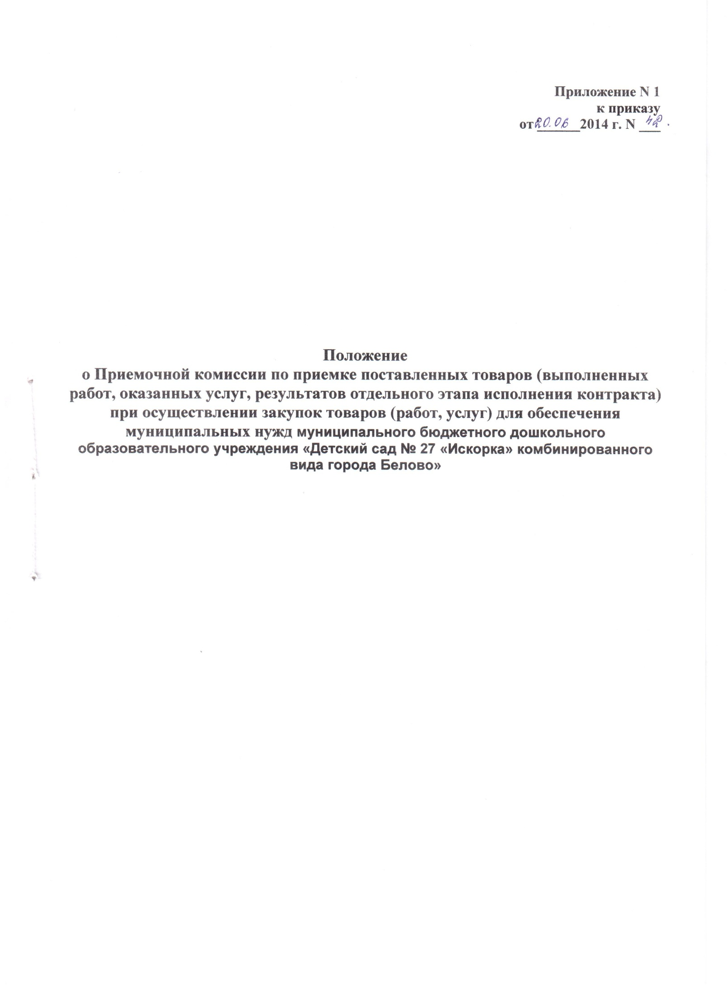 Приложение N 1
к приказу
от 20.06 2014 г. N 42
Положение
о Приемочной комиссии по приемке поставленных товаров (выполненных
работ, оказанных услуг, результатов отдельного этапа исполнения контракта)
при осуществлении закупок товаров (работ, услуг) для обеспечения
муниципальных нужд муниципального бюджетного дошкольного
образовательного учреждения «Детский сад № 27 «Искорка» комбинированного
вида города Белово»